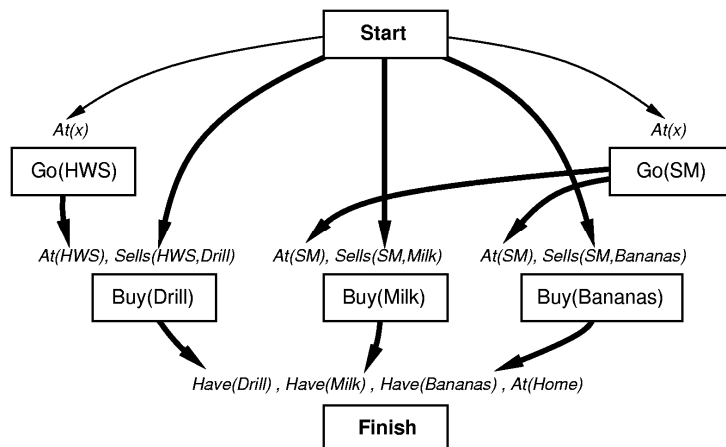 Start
At(x)
At(x)
Go(HWS)
Go(SM)
At(HWS), Sells(HWS,Drill)
At(SM), Sells(SM,Milk)
At(SM), Sells(SM,Bananas)
Buy(Drill)
Buy(Milk)
Buy(Bananas)
Have(Drill) , Have(Milk) , Have(Bananas) , At(Home)
Finish